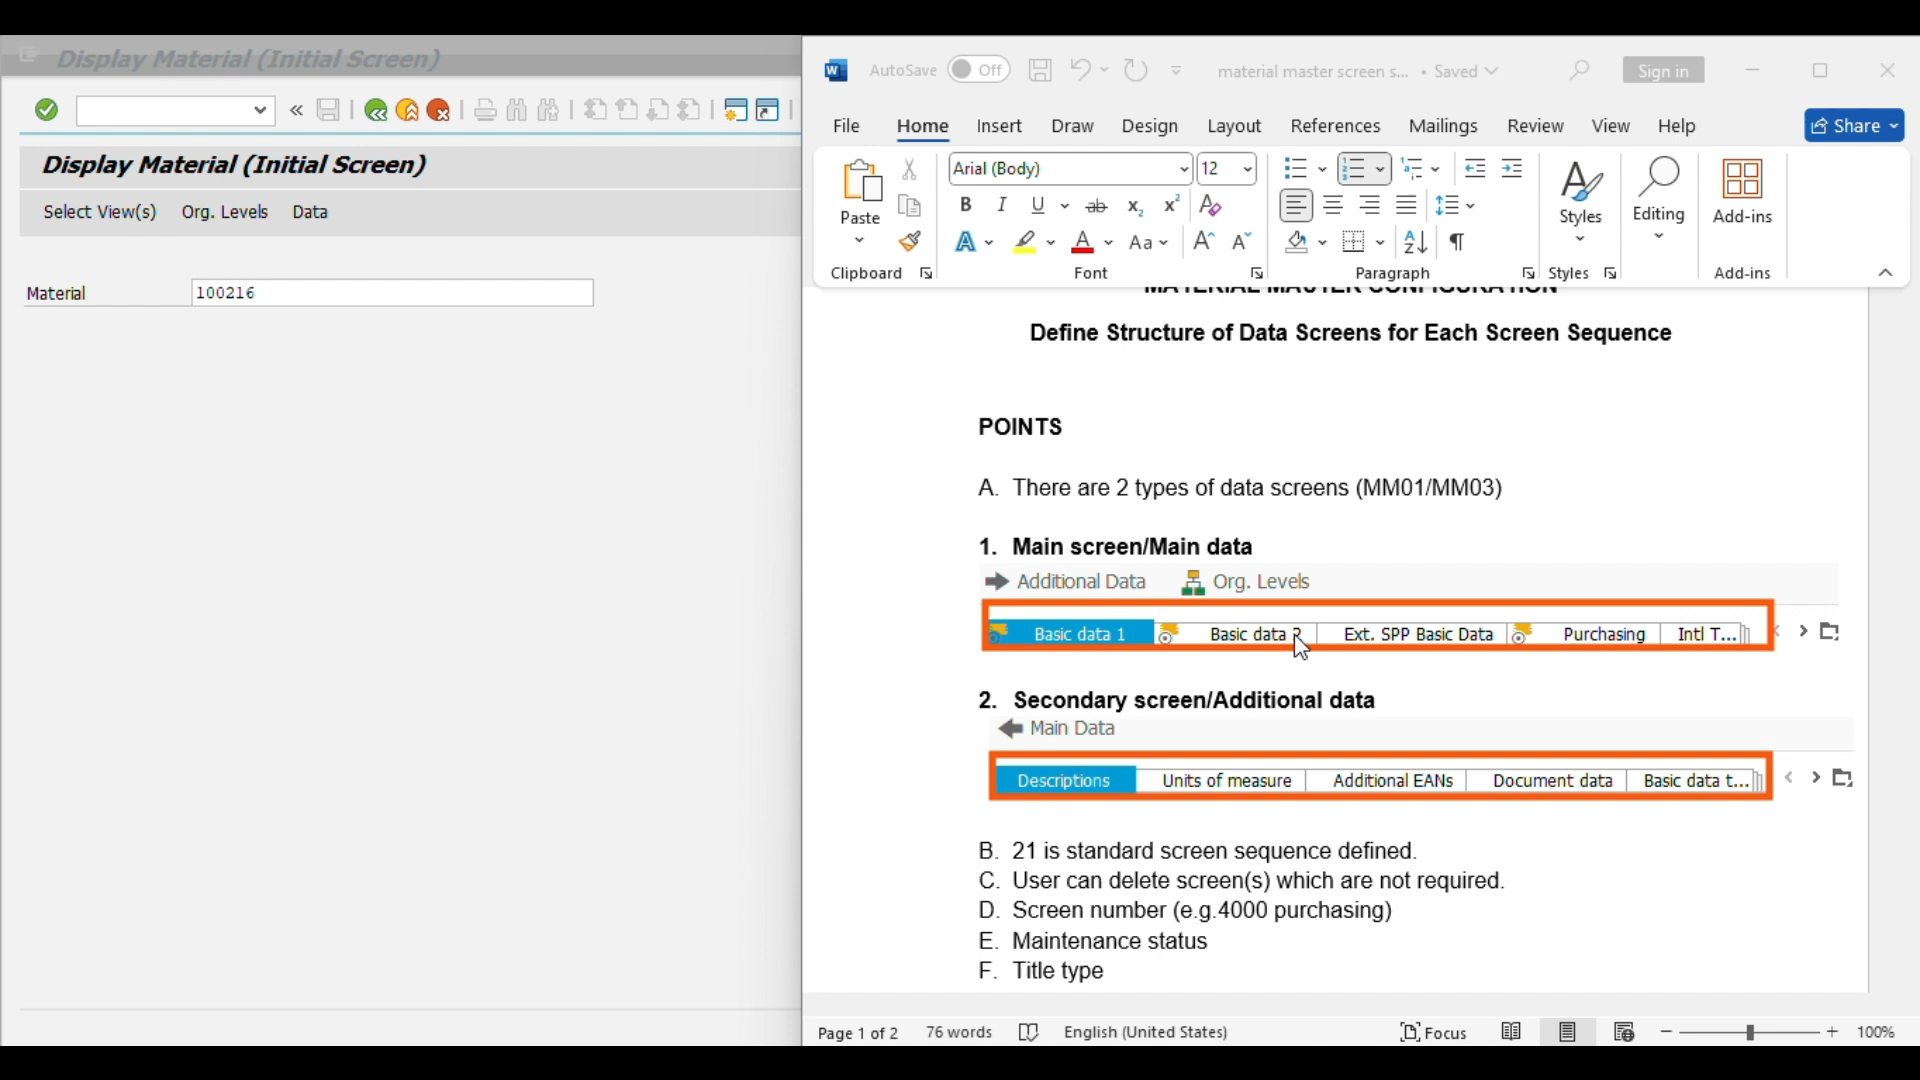 Display Material (Initial Screen)
Display Material (Initial Screen)
Select View(s) Org. Levels Data
Material 100216
AutoSave Off material master screen s... • Saved Sign in
File Home Insert Draw Design Layout References Mailings Review View Help Share
Arial (Body) 12
Paste Styles Editing Add-ins
Clipboard Font Paragraph Styles Add-ins
MATERIAL MASTER CONFIGURATION
Define Structure of Data Screens for Each Screen Sequence
POINTS
A. There are 2 types of data screens (MM01/MM03)
1. Main screen/Main data
Additional Data Org. Levels
Basic data 1 Basic data 2 Ext. SPP Basic Data Purchasing Intl T...
2. Secondary screen/Additional data
Main Data
Descriptions Units of measure Additional EANs Document data Basic data t...
B. 21 is standard screen sequence defined.
C. User can delete screen(s) which are not required.
D. Screen number (e.g.4000 purchasing)
E. Maintenance status
F. Title type
Page 1 of 2 76 words English (United States) Focus 100%